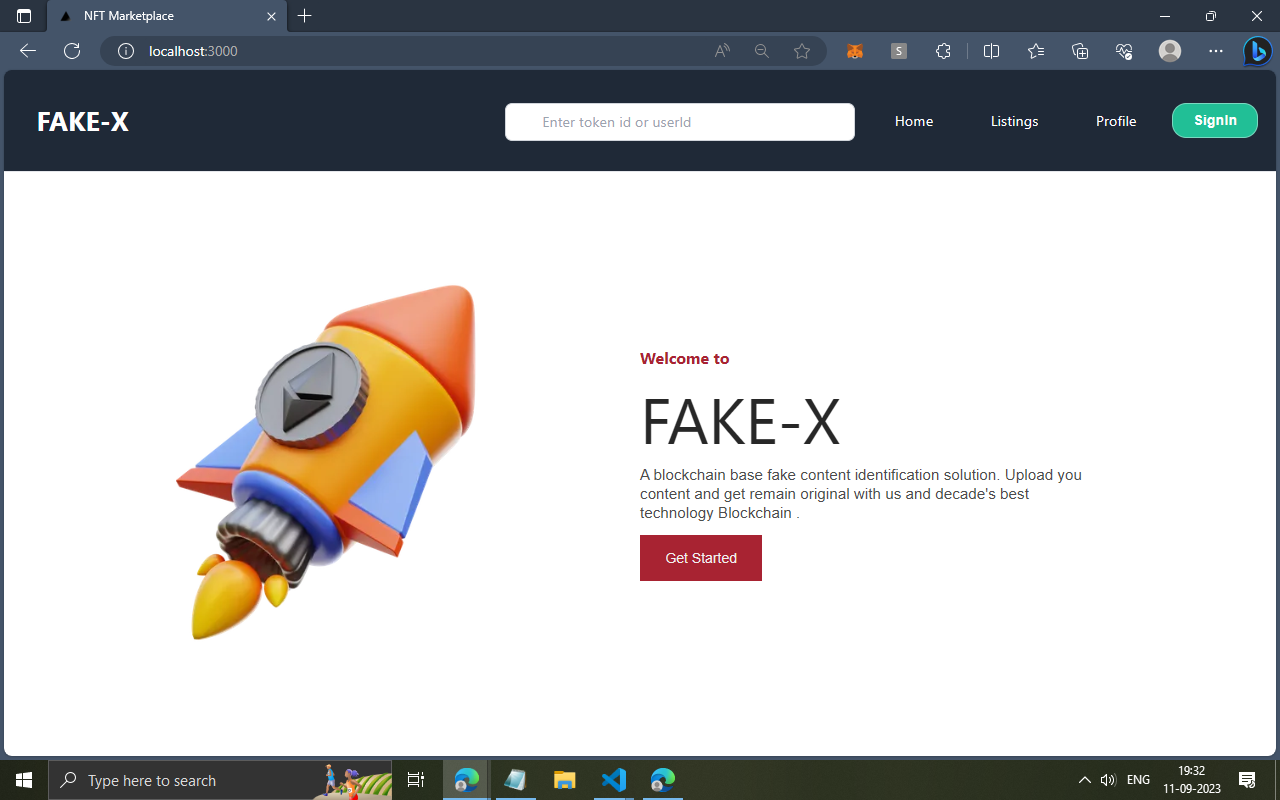 NFT Marketplace
localhost:3000
FAKE-X
Enter token id or userId
Home
Listings
Profile
SignIn
Welcome to
FAKE-X
A blockchain base fake content identification solution. Upload you
content and get remain original with us and decade's best
technology Blockchain .
Get Started
Type here to search
ENG
19:32
11-09-2023